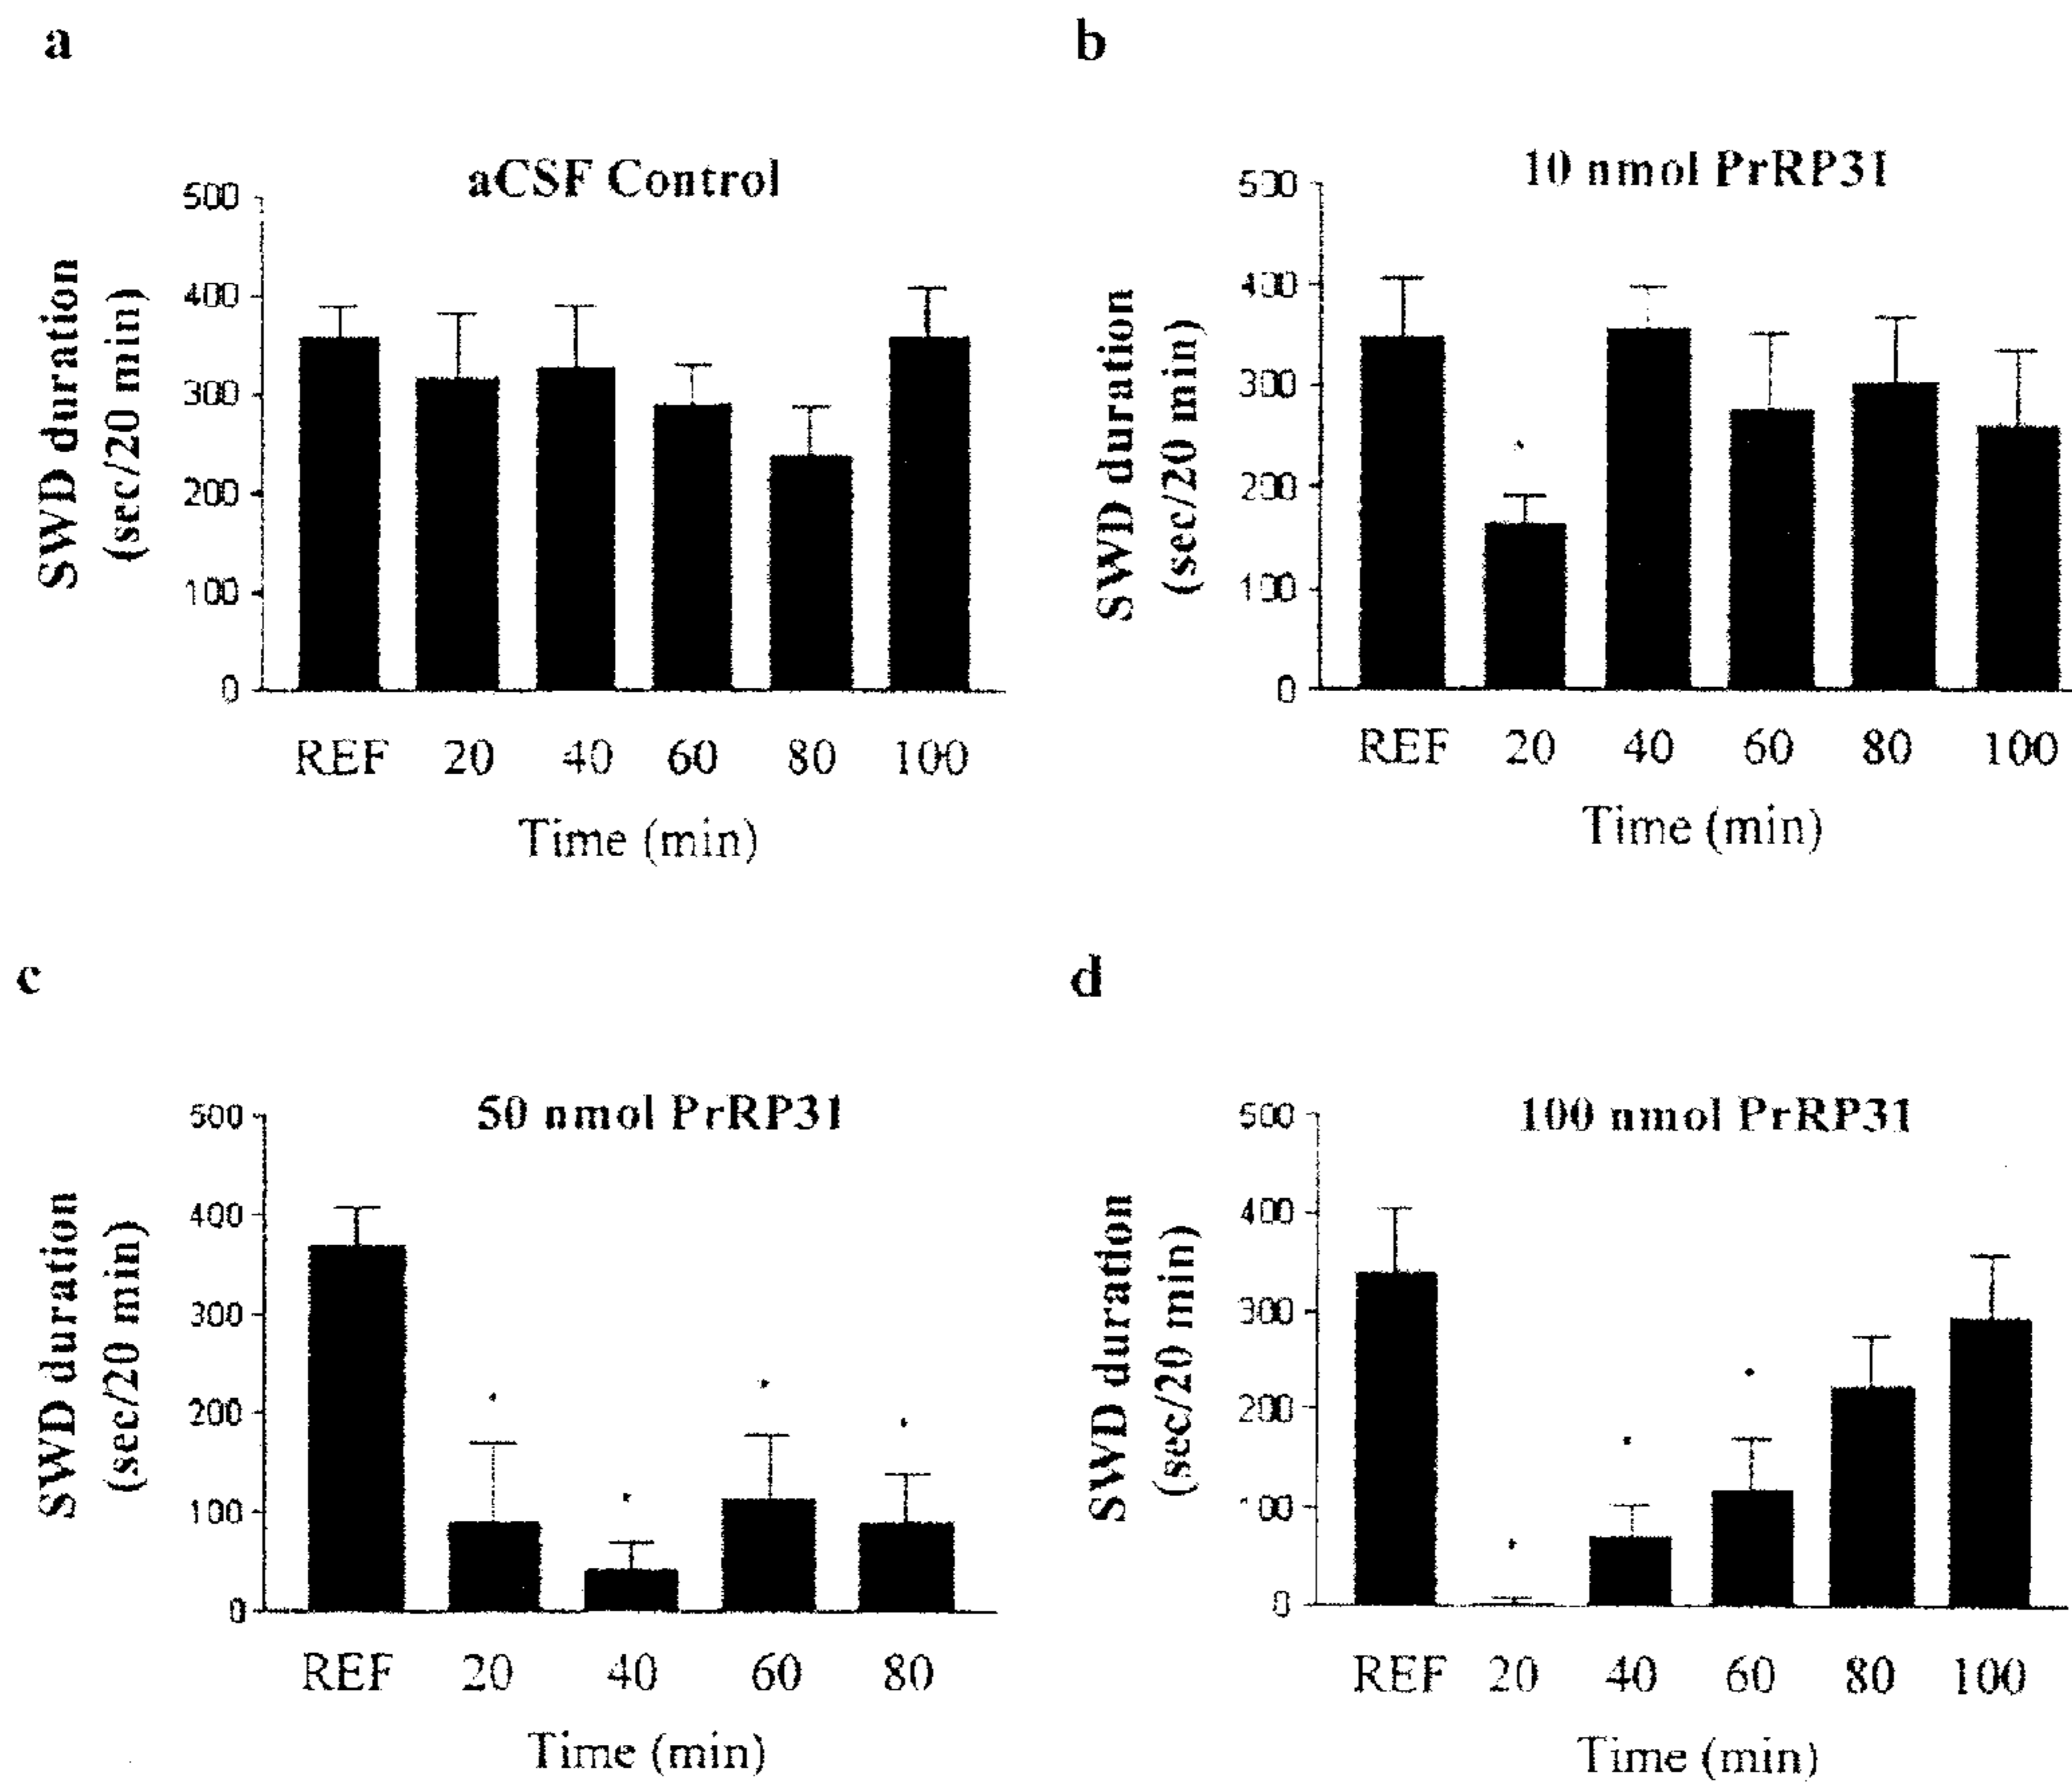 a
aCSF Control
SWD duration
(sec/20 min)
500
400
300
200
100
0
REF 20 40 60 80 100
Time (min)
b
10 nmol PrRP31
SWD duration
(sec/20 min)
500
400
300
200
100
0
REF 20 40 60 80 100
Time (min)
c
50 nmol PrRP31
SWD duration
(sec/20 min)
500
400
300
200
100
0
REF 20 40 60 80
Time (min)
d
100 nmol PrRP31
SWD duration
(sec/20 min)
500
400
300
200
100
0
REF 20 40 60 80 100
Time (min)